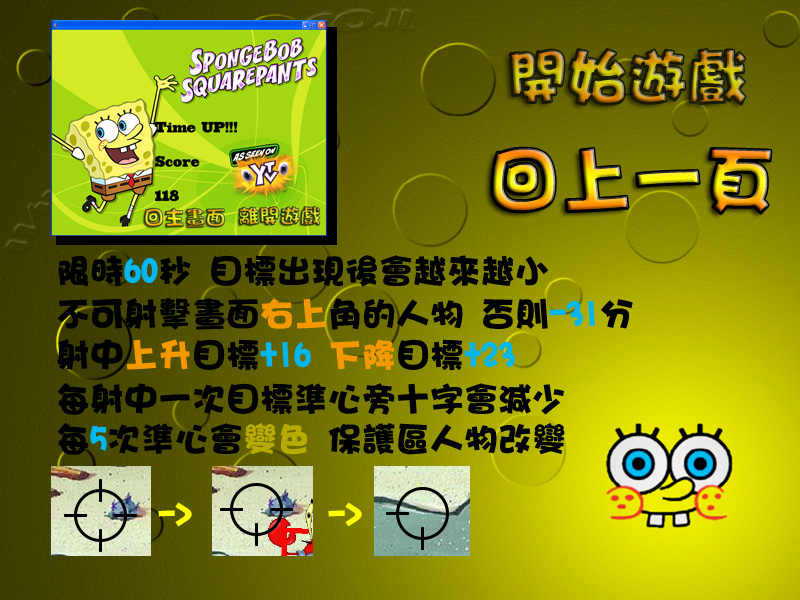 SPONGEBOB
SQUAREPANTS
Time UP!!!
Score
118
AS SEEN ON
YTV
回主畫面 離開遊戲
開始遊戲
回上一頁
限時60秒 目標出現後會越來越小
不可射擊畫面右上角的人物 否則-31分
射中上升目標+16 下降目標+23
每射中一次目標準心旁十字會減少
每5次準心會變色 保護區人物改變
-> ->